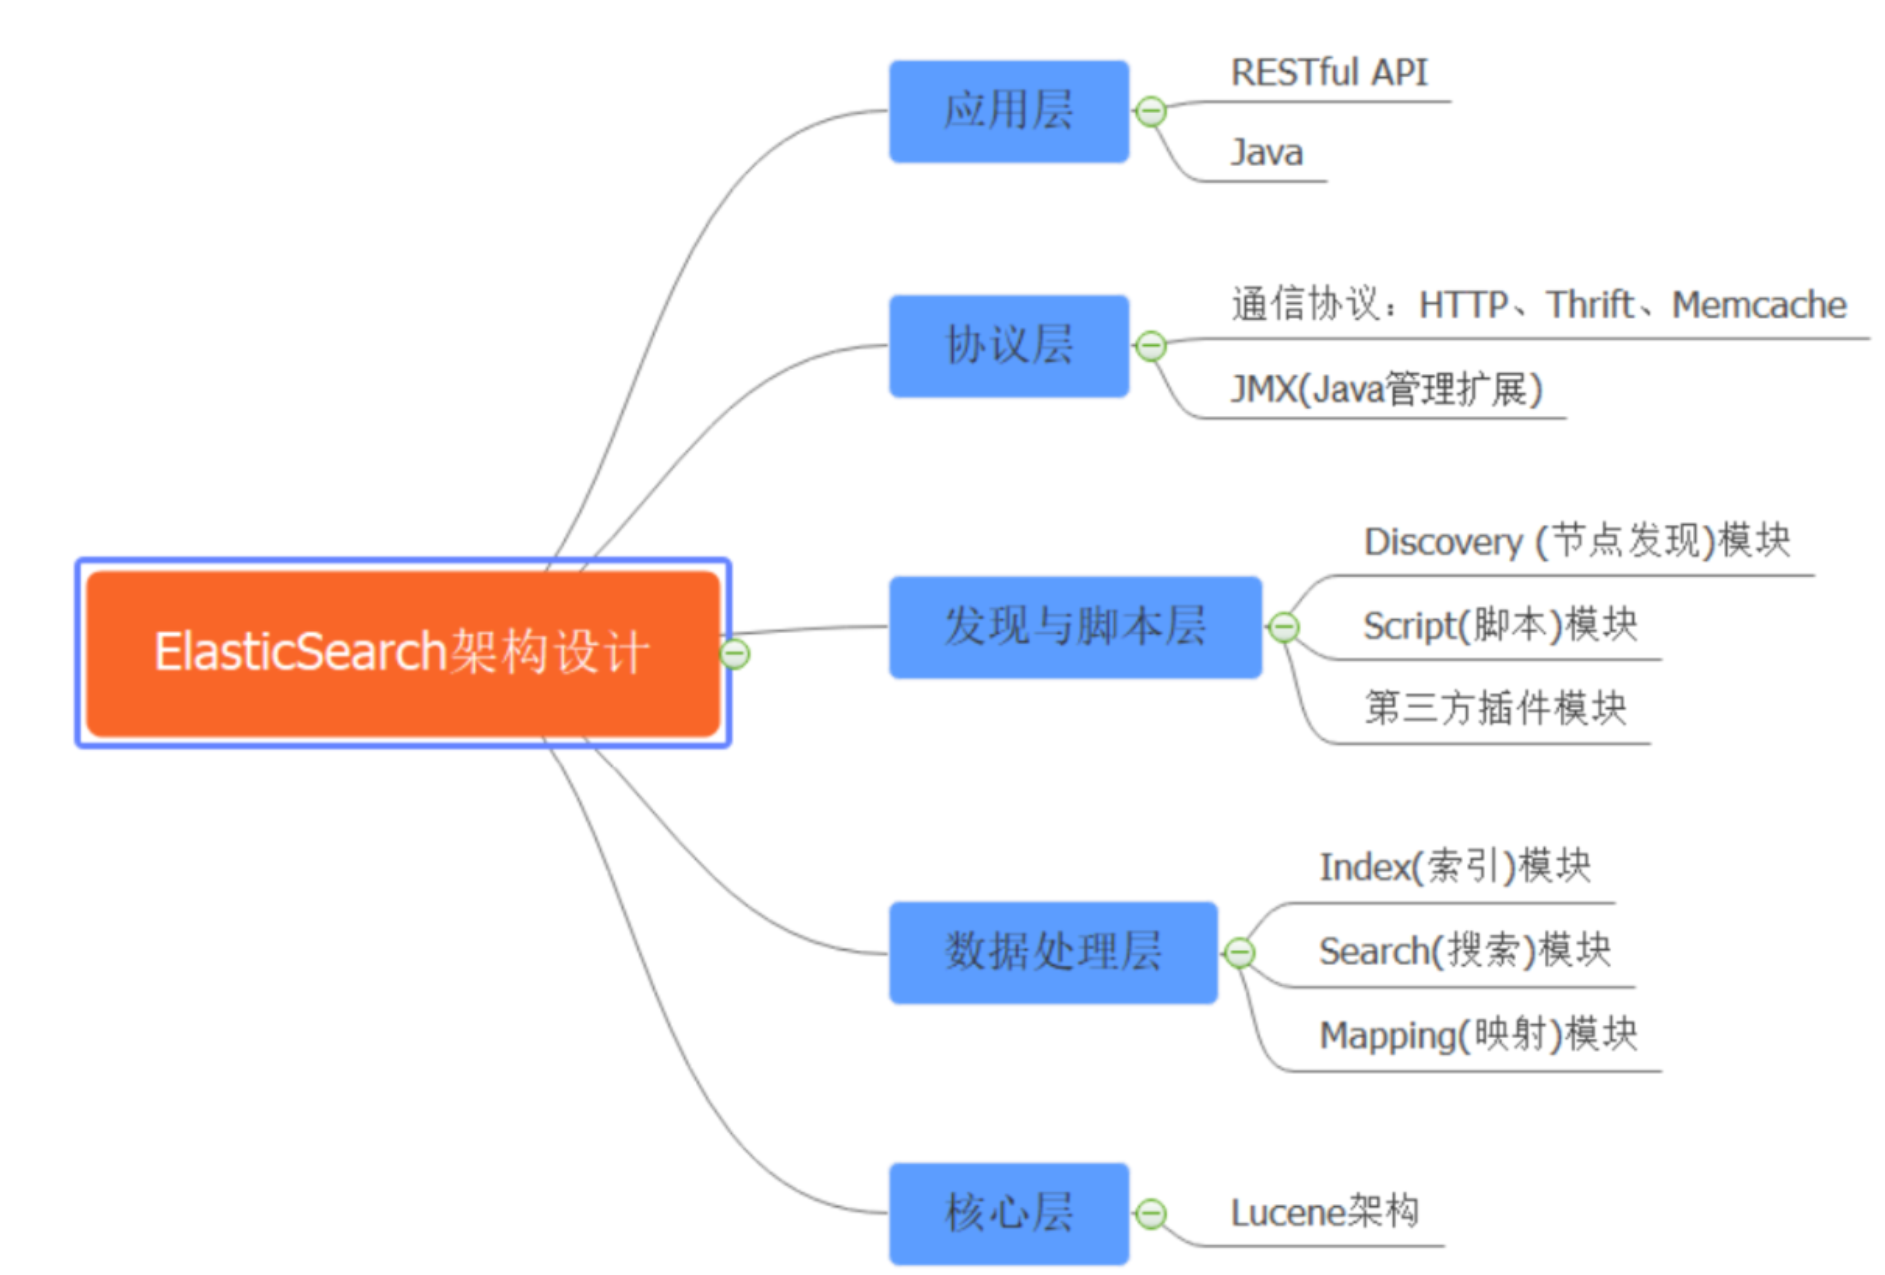 ElasticSearch架构设计
应用层
RESTful API
Java
协议层
通信协议：HTTP、Thrift、Memcache
JMX(Java管理扩展)
发现与脚本层
Discovery (节点发现)模块
Script(脚本)模块
第三方插件模块
数据处理层
Index(索引)模块
Search(搜索)模块
Mapping(映射)模块
核心层
Lucene架构